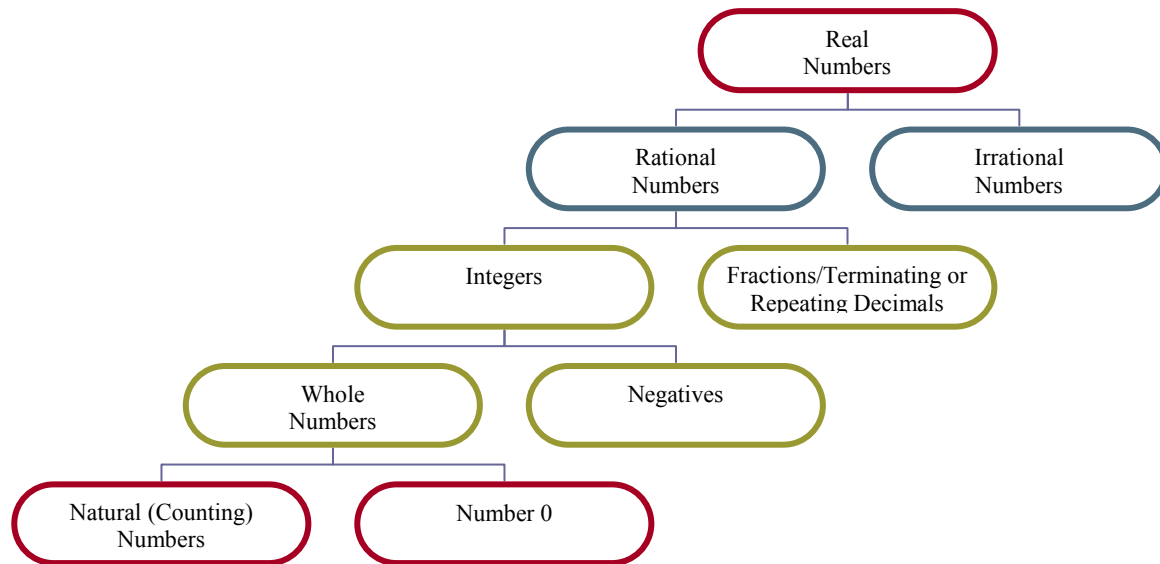 Real
Numbers
Rational
Numbers
Irrational
Numbers
Integers
Fractions/Terminating or
Repeating Decimals
Whole
Numbers
Negatives
Natural (Counting)
Numbers
Number 0